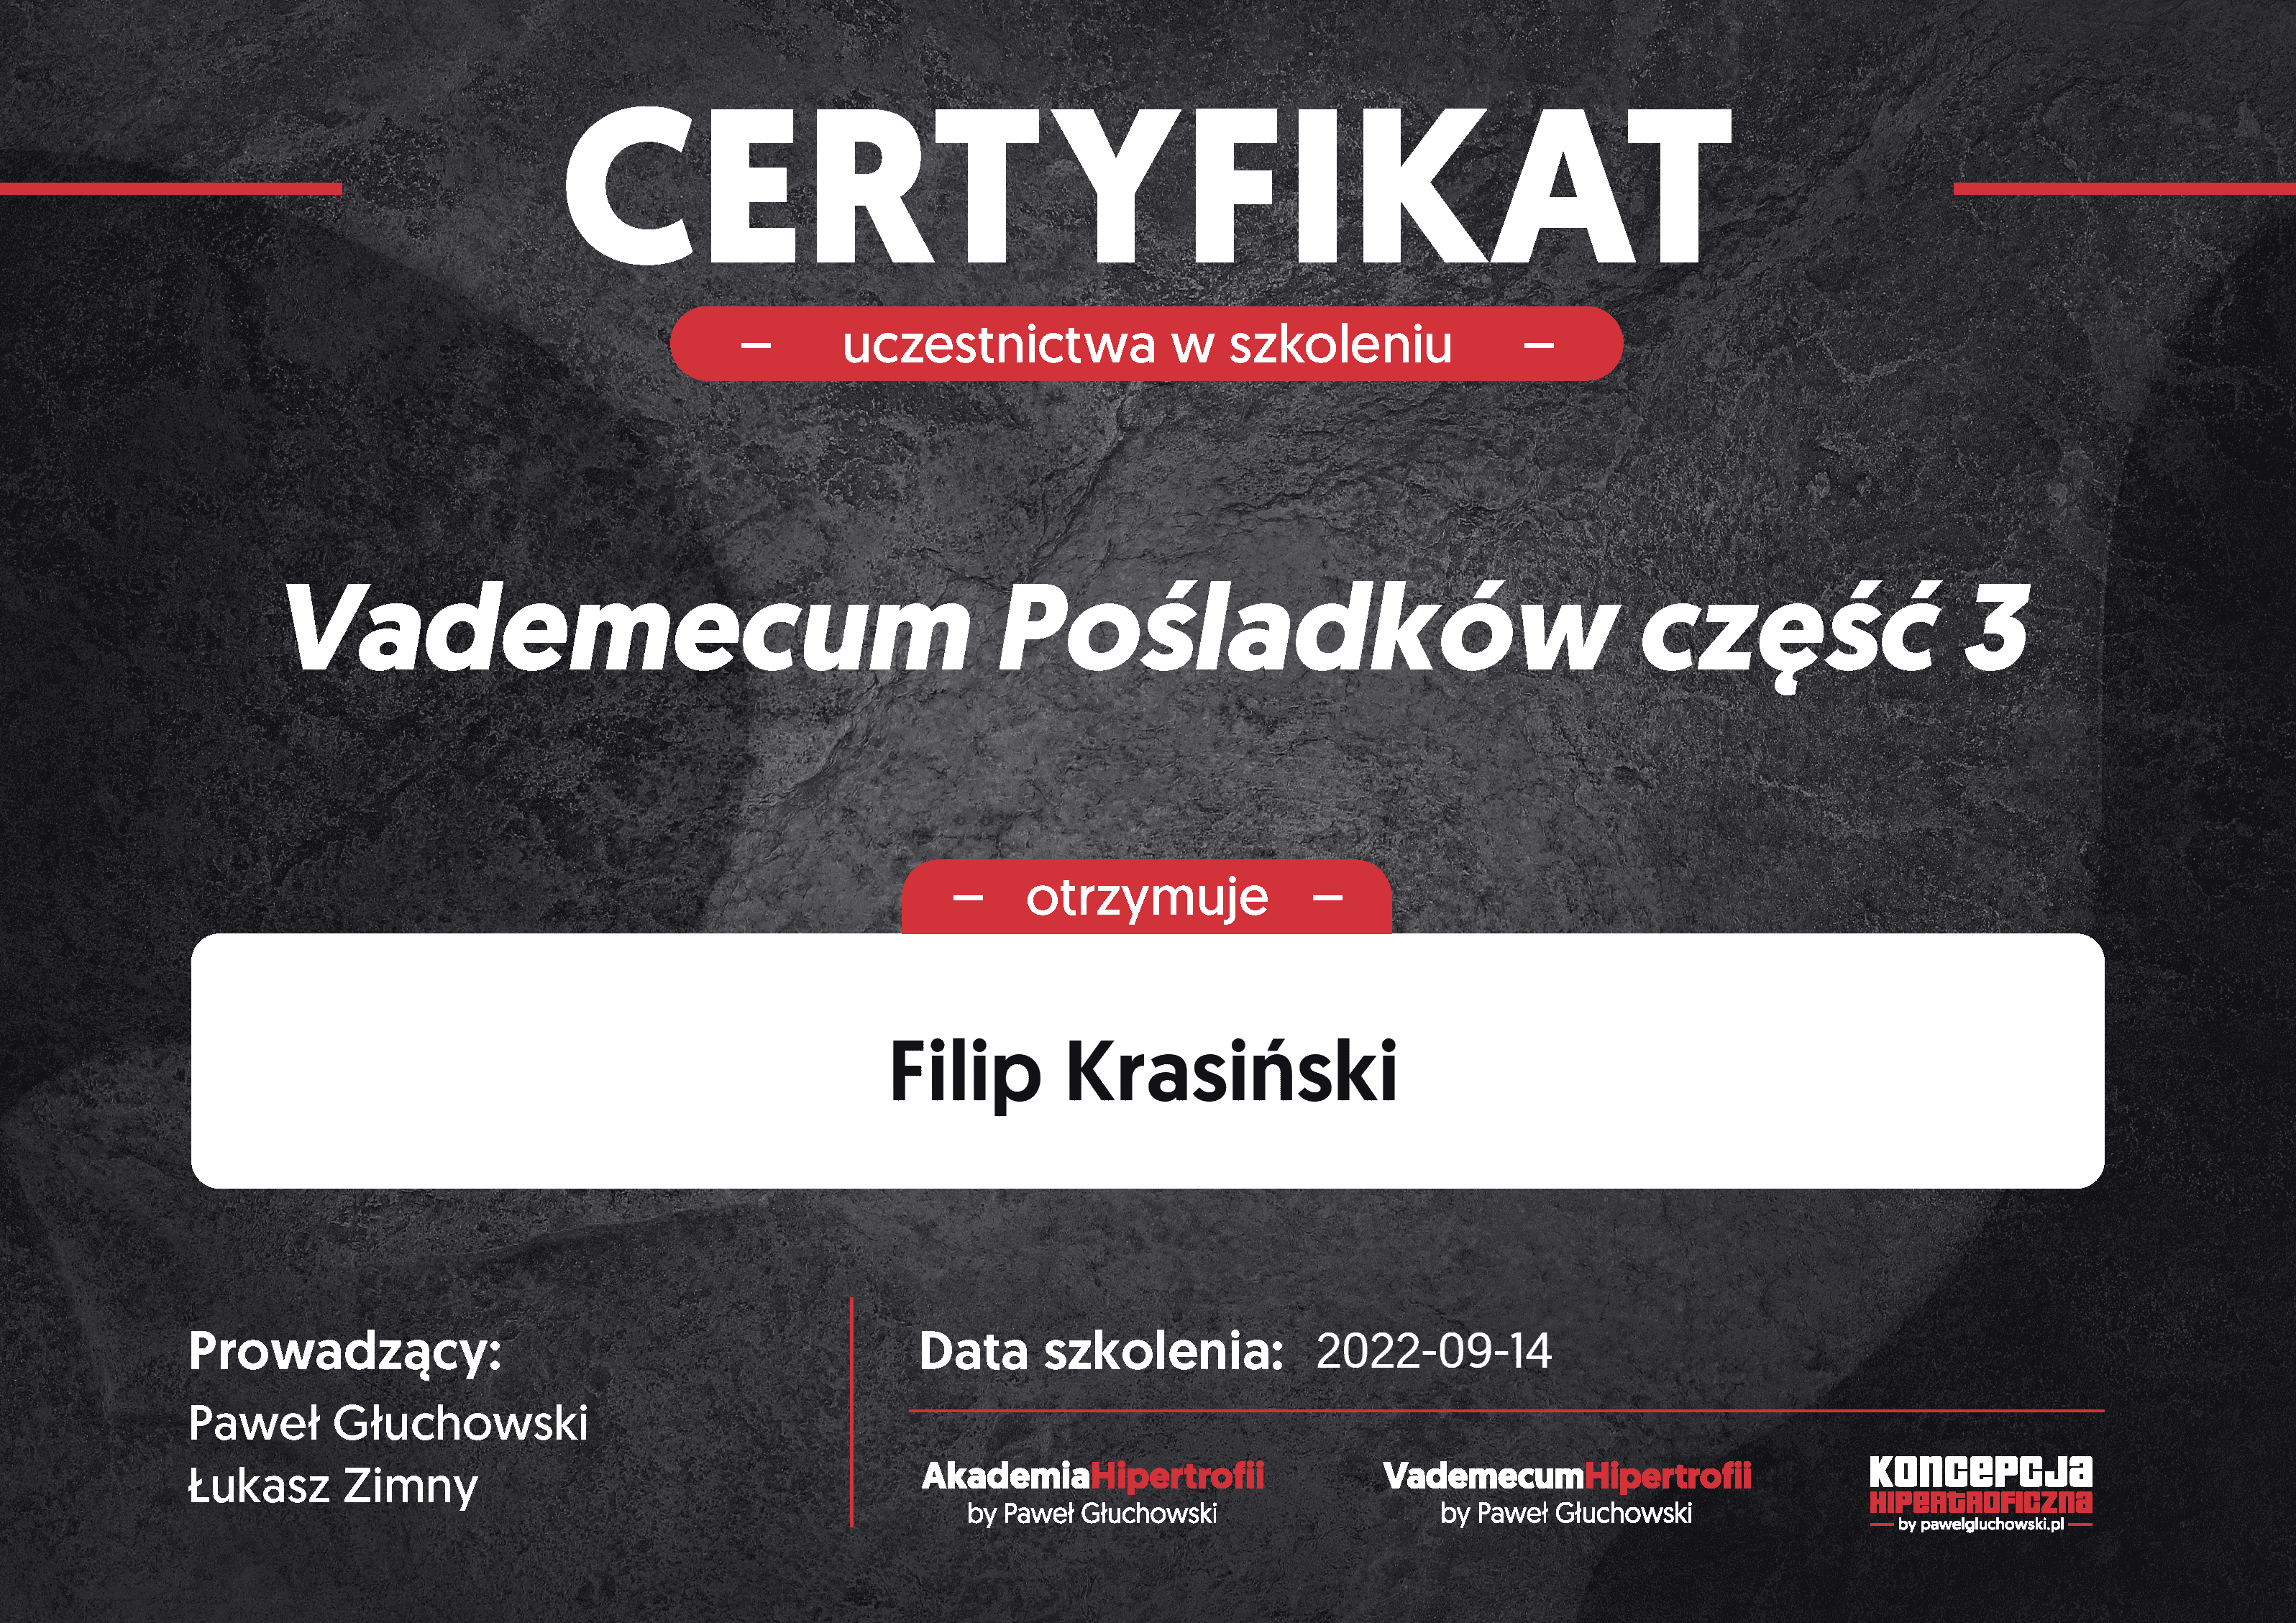 CERTYFIKAT
– uczestnictwa w szkoleniu –
Vademecum Pośladków część 3
– otrzymuje –
Filip Krasiński
Prowadzący:
Paweł Głuchowski
Łukasz Zimny
Data szkolenia: 2022-09-14
AkademiaHipertrofii
by Paweł Głuchowski
VademecumHipertrofii
by Paweł Głuchowski
KONCEPCJA
HIPERTROFICZNA
by pawelgluchowski.pl